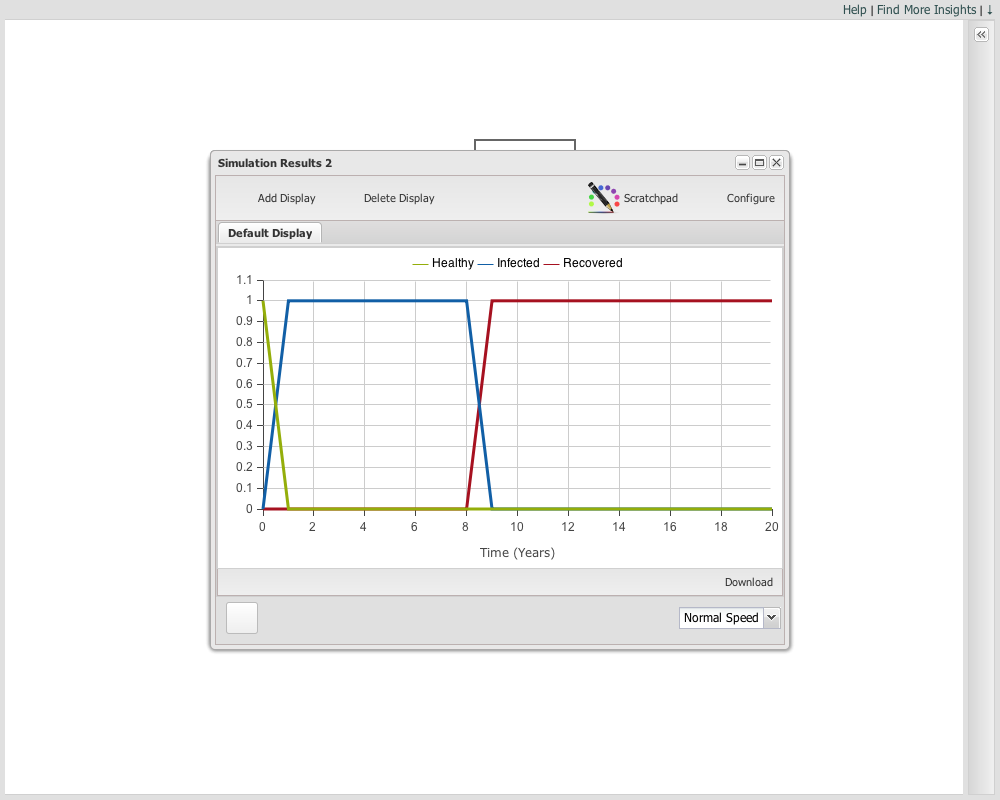 Help | Find More Insights | ↓
Simulation Results 2
Add Display Delete Display Scratchpad Configure
Default Display
Healthy Infected Recovered
1.1
1
0.9
0.8
0.7
0.6
0.5
0.4
0.3
0.2
0.1
0
0 2 4 6 8 10 12 14 16 18 20
Time (Years)
Download
Normal Speed